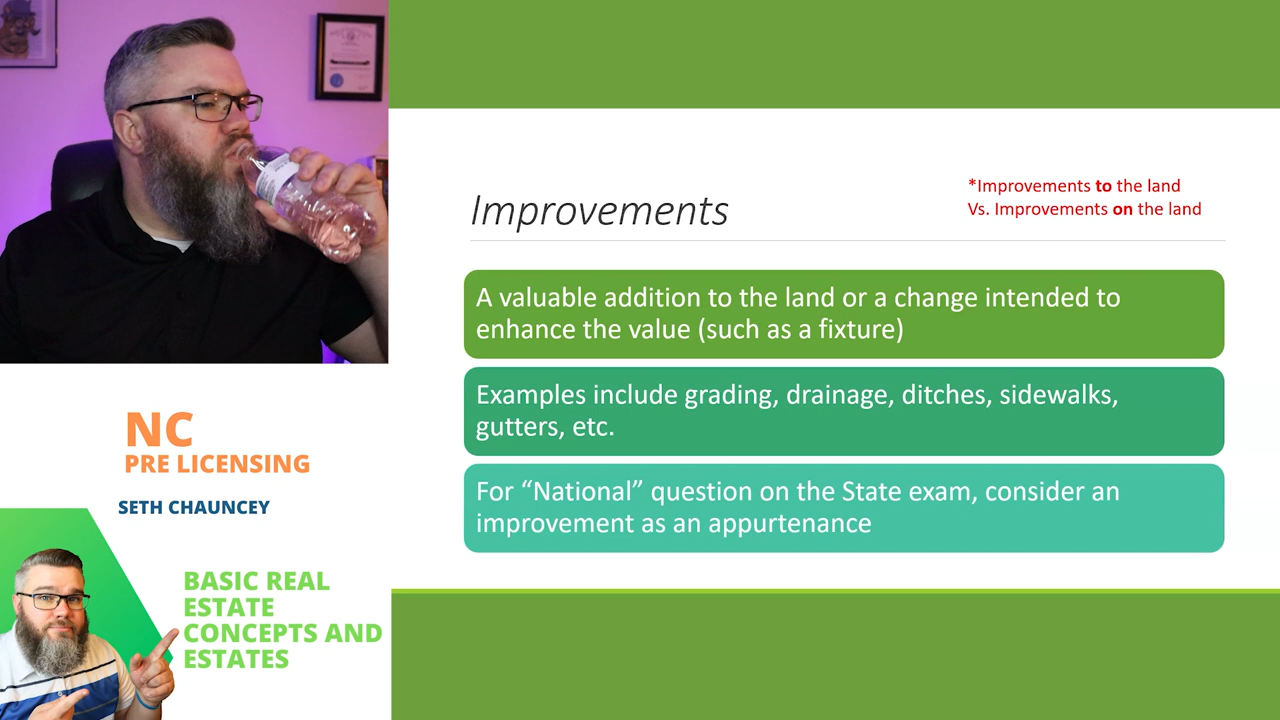 Improvements
*Improvements to the land
Vs. Improvements on the land
A valuable addition to the land or a change intended to
enhance the value (such as a fixture)
Examples include grading, drainage, ditches, sidewalks,
gutters, etc.
For “National” question on the State exam, consider an
improvement as an appurtenance
NC
PRE LICENSING
SETH CHAUNCEY
BASIC REAL
ESTATE
CONCEPTS AND
ESTATES